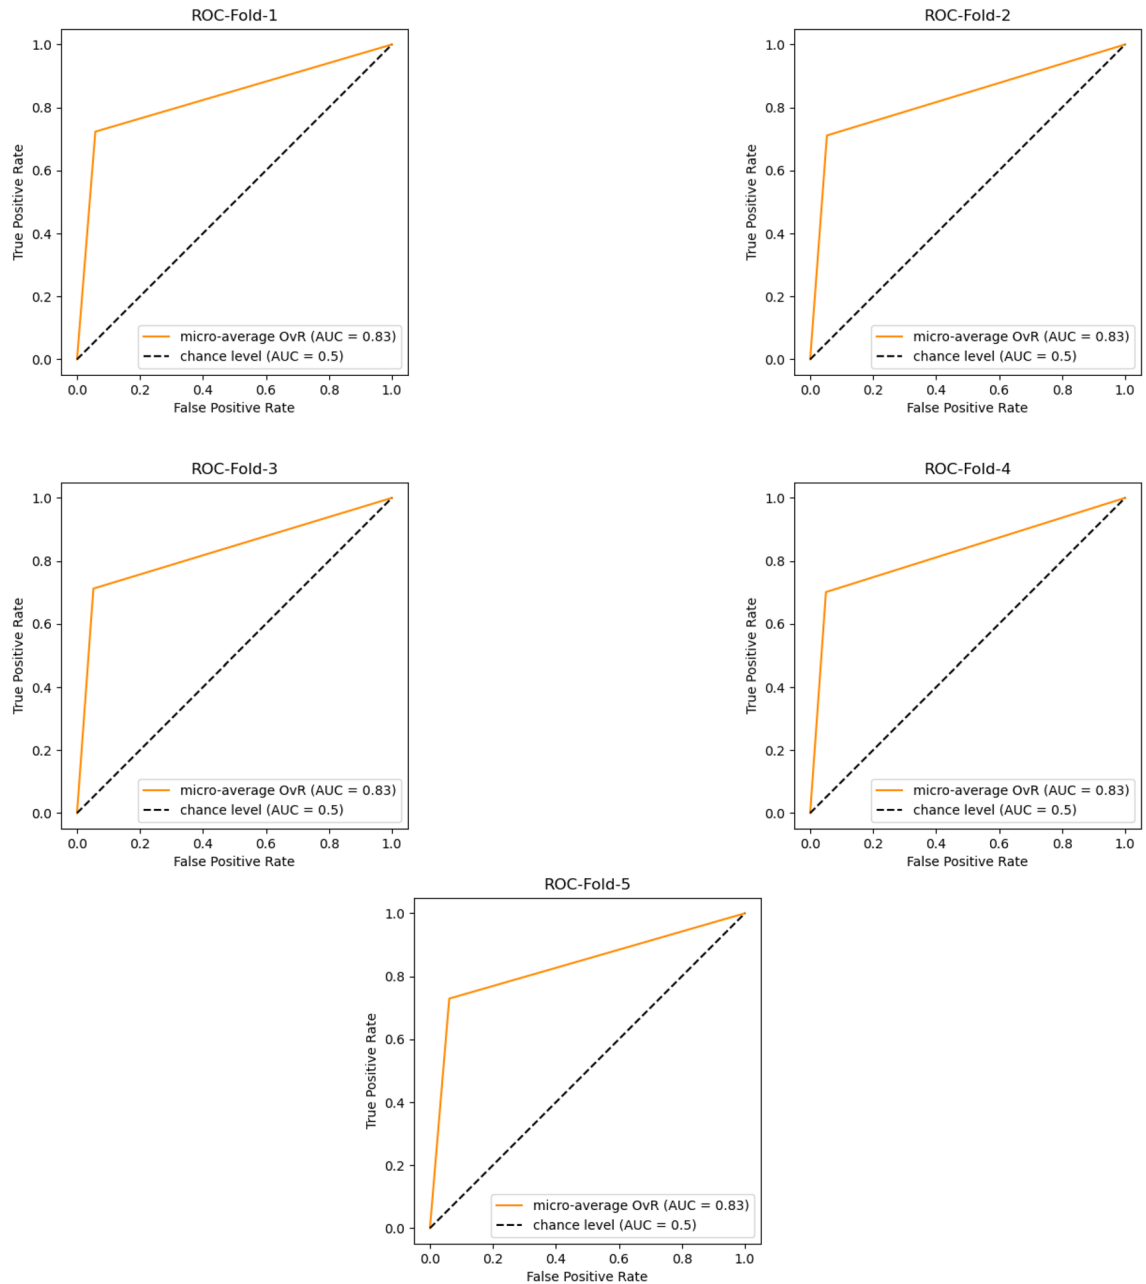 ROC-Fold-1
1.0
0.8
0.6
0.4
0.2
0.0
True Positive Rate
micro-average OvR (AUC = 0.83)
chance level (AUC = 0.5)
0.0 0.2 0.4 0.6 0.8 1.0
False Positive Rate
ROC-Fold-2
1.0
0.8
0.6
0.4
0.2
0.0
True Positive Rate
micro-average OvR (AUC = 0.83)
chance level (AUC = 0.5)
0.0 0.2 0.4 0.6 0.8 1.0
False Positive Rate
ROC-Fold-3
1.0
0.8
0.6
0.4
0.2
0.0
True Positive Rate
micro-average OvR (AUC = 0.83)
chance level (AUC = 0.5)
0.0 0.2 0.4 0.6 0.8 1.0
False Positive Rate
ROC-Fold-4
1.0
0.8
0.6
0.4
0.2
0.0
True Positive Rate
micro-average OvR (AUC = 0.83)
chance level (AUC = 0.5)
0.0 0.2 0.4 0.6 0.8 1.0
False Positive Rate
ROC-Fold-5
1.0
0.8
0.6
0.4
0.2
0.0
True Positive Rate
micro-average OvR (AUC = 0.83)
chance level (AUC = 0.5)
0.0 0.2 0.4 0.6 0.8 1.0
False Positive Rate